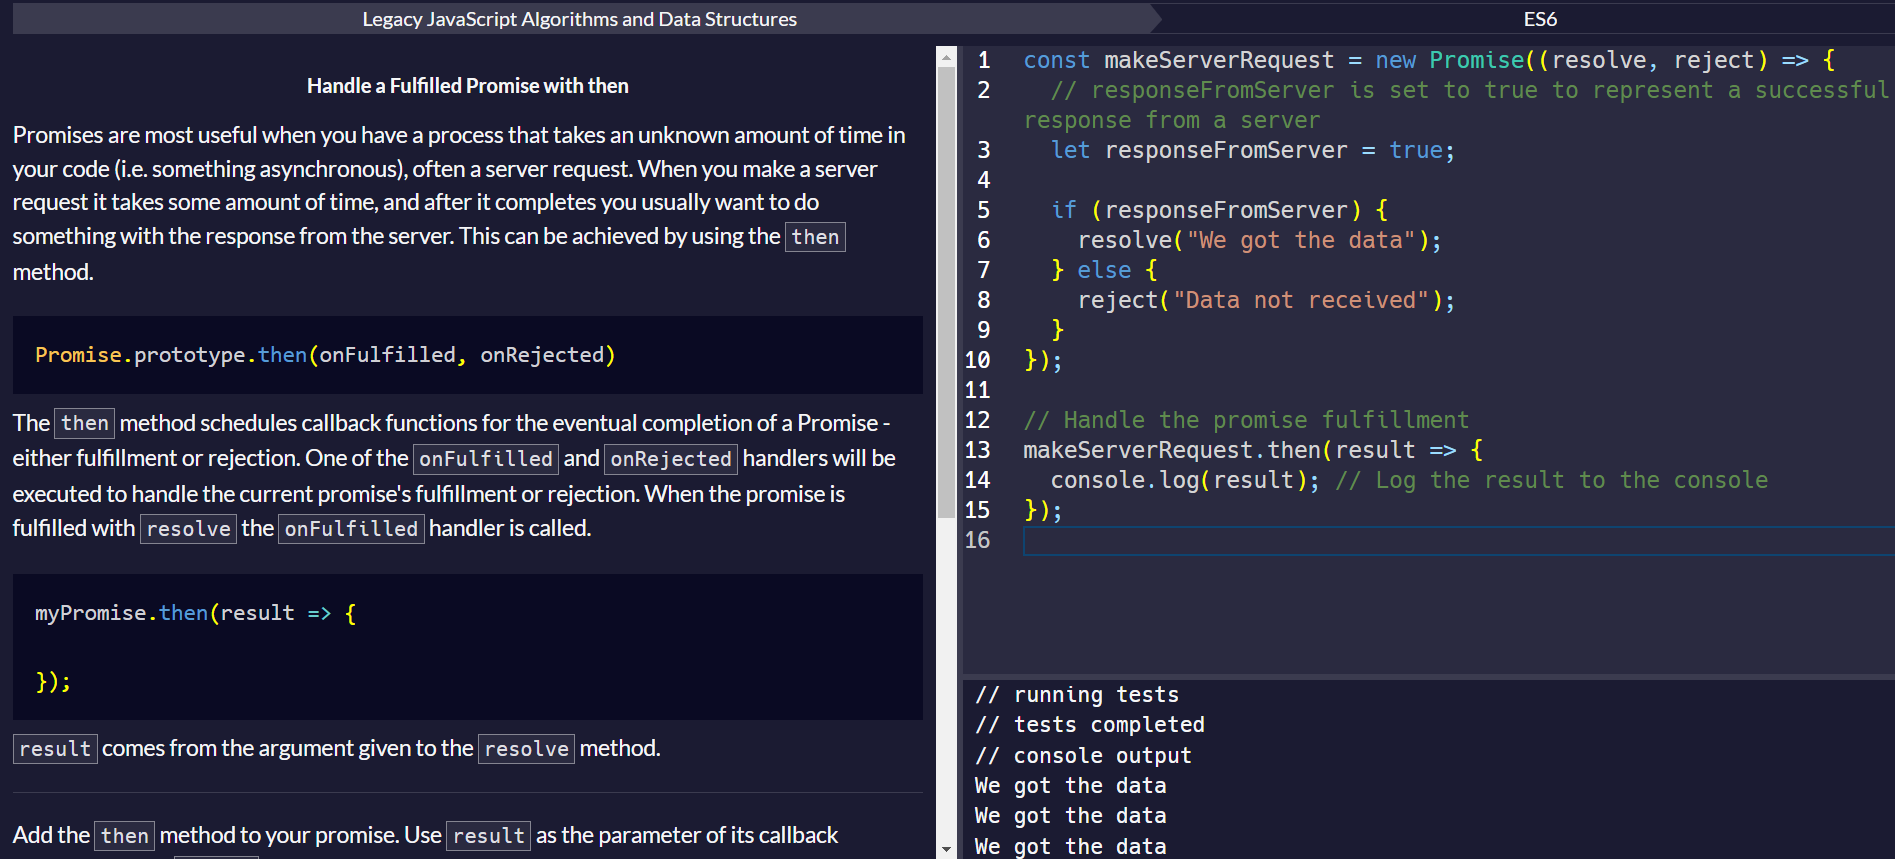 Legacy JavaScript Algorithms and Data Structures
ES6
Handle a Fulfilled Promise with then
Promises are most useful when you have a process that takes an unknown amount of time in
your code (i.e. something asynchronous), often a server request. When you make a server
request it takes some amount of time, and after it completes you usually want to do
something with the response from the server. This can be achieved by using the then
method.
Promise.prototype.then(onFulfilled, onRejected)
The then method schedules callback functions for the eventual completion of a Promise -
either fulfillment or rejection. One of the onFulfilled and onRejected handlers will be
executed to handle the current promise's fulfillment or rejection. When the promise is
fulfilled with resolve the onFulfilled handler is called.
myPromise.then(result => {
});
result comes from the argument given to the resolve method.
Add the then method to your promise. Use result as the parameter of its callback
1 const makeServerRequest = new Promise((resolve, reject) => {
2 // responseFromServer is set to true to represent a successful
response from a server
3 let responseFromServer = true;
4
5 if (responseFromServer) {
6 resolve("We got the data");
7 } else {
8 reject("Data not received");
9 }
10 });
11
12 // Handle the promise fulfillment
13 makeServerRequest.then(result => {
14 console.log(result); // Log the result to the console
15 });
16
// running tests
// tests completed
// console output
We got the data
We got the data
We got the data